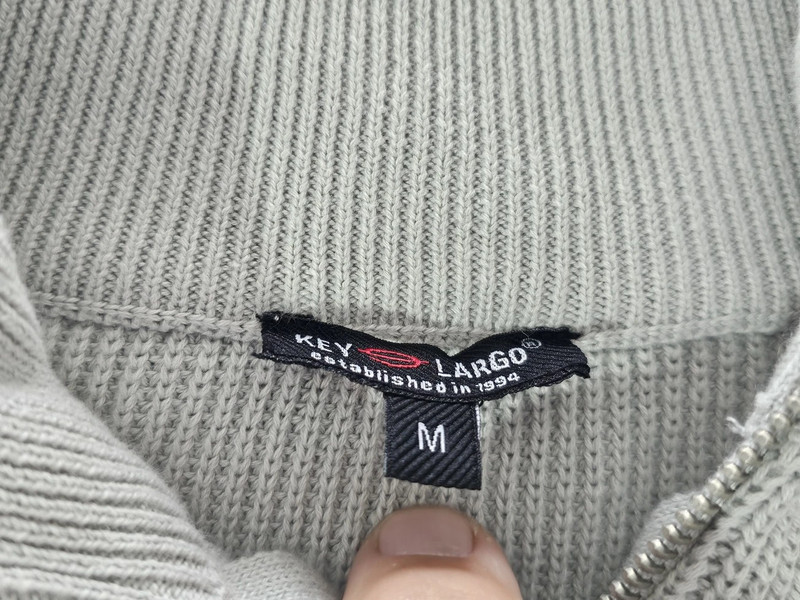 KEY LARGO®
established in 1994
M